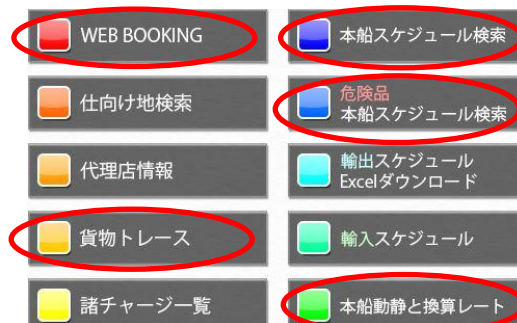 WEB BOOKING
本船スケジュール検索
仕向け地検索
危険品
本船スケジュール検索
代理店情報
輸出スケジュール
Excelダウンロード
貨物トレース
輸入スケジュール
諸チャージ一覧
本船動静と換算レート